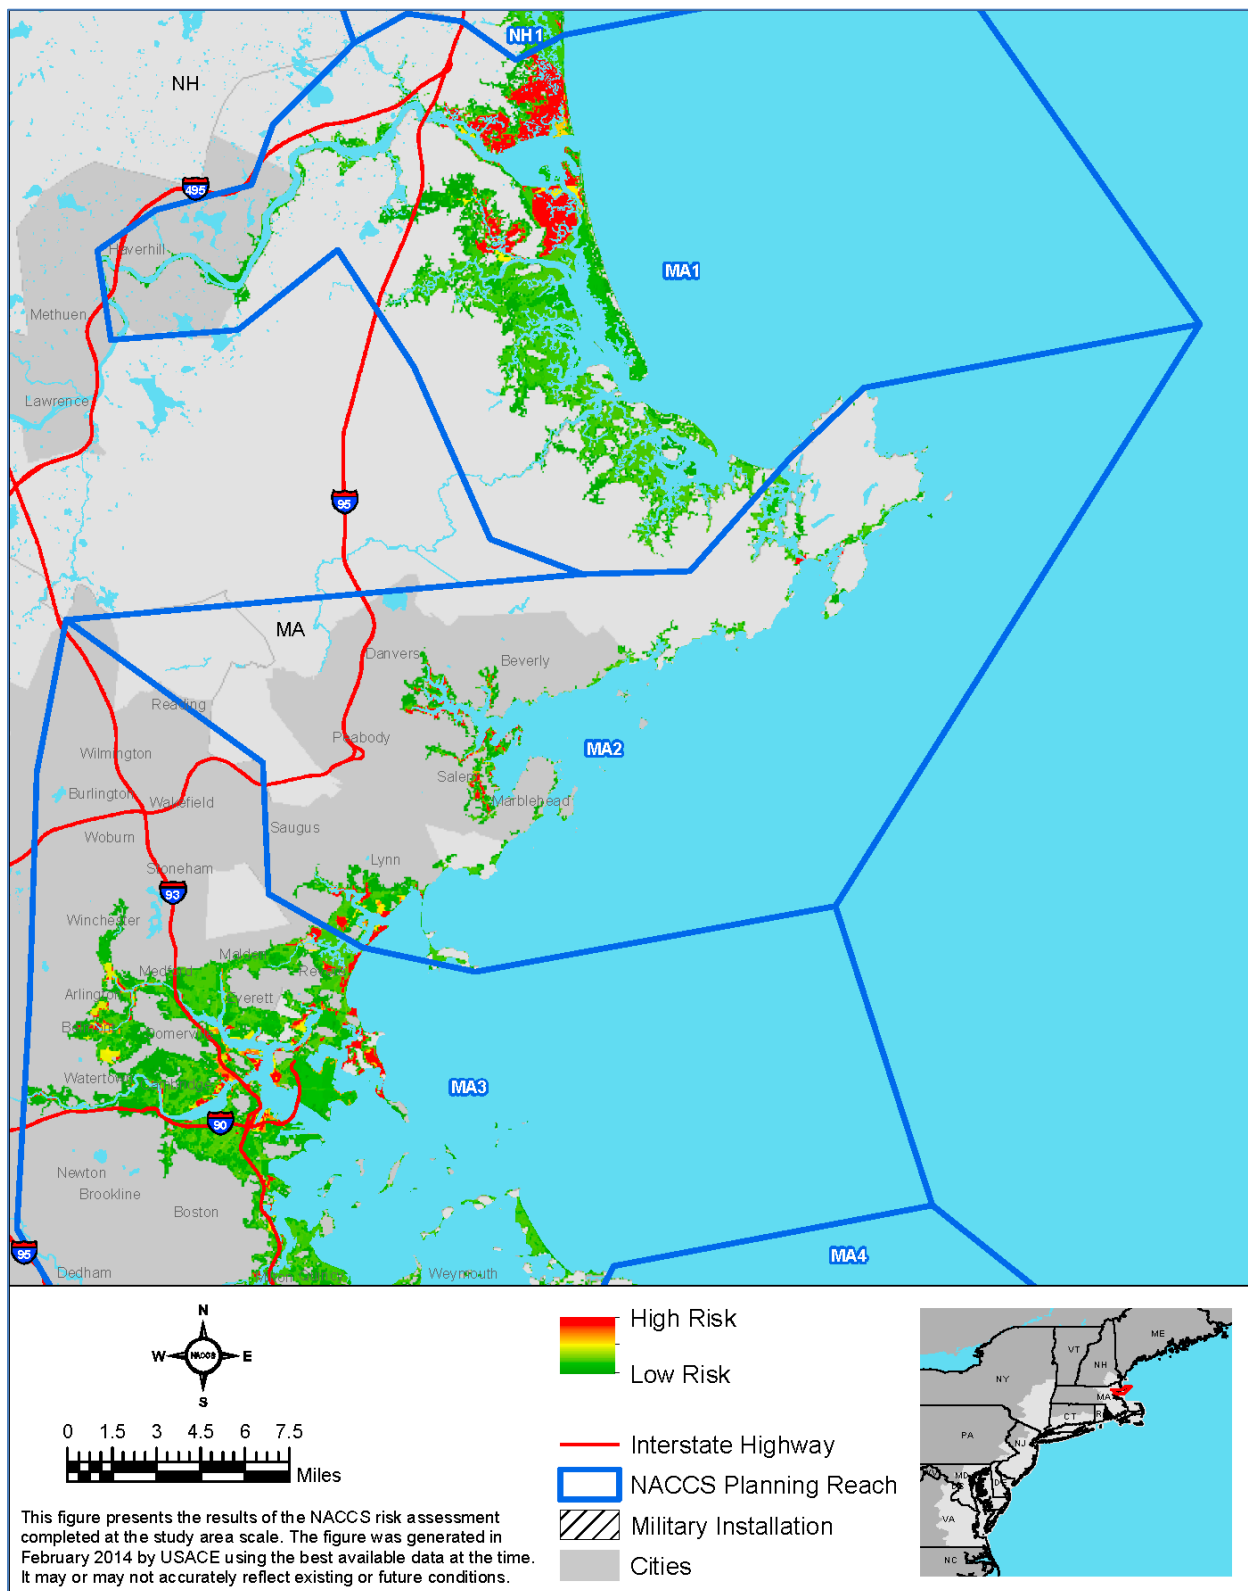 NH 1
NH
495
Haverhill
MA1
Methuen
Lawrence
95
MA
Danvers
Beverly
Reading
Peabody
MA2
Wilmington
Salem
Burlington
Wakefield
Marblehead
Saugus
Woburn
Lynn
Stoneham
93
Winchester
Malden
Medford
Revere
Arlington
Everett
Watertown
MA3
90
Newton
Brookline
Boston
95
MA4
Dedham
Weymouth
N
W
NACCS
E
S
0 1.5 3 4.5 6 7.5
Miles
This figure presents the results of the NACCS risk assessment
completed at the study area scale. The figure was generated in
February 2014 by USACE using the best available data at the time.
It may or may not accurately reflect existing or future conditions.
High Risk
Low Risk
Interstate Highway
NACCS Planning Reach
Military Installation
Cities
ME
VT
NH
NY
MA
CT
PA
NJ
MD
VA
NC